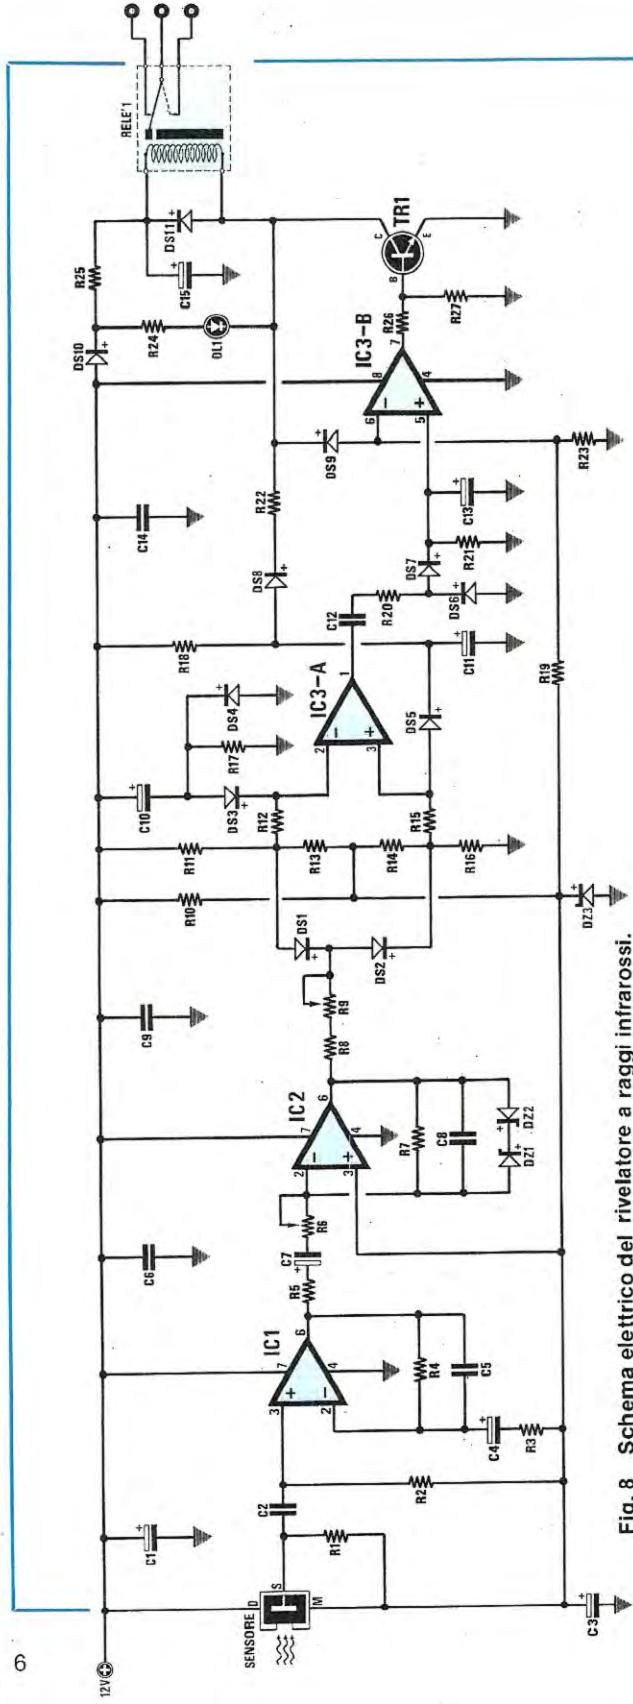 6
12V
SENSORE
D
S
M
C1
R1
C2
R2
C3
3
2
7
4
6
IC1
R3
C4
R4
C5
R5
C7
R6
C6
2
3
7
4
6
IC2
R7
C8
DZ1
DZ2
R8
R9
C9
DS1
DS2
R10
R11
R12
R13
R14
R15
R16
DZ3
C10
DS3
R17
DS4
R18
2
3
1
IC3-A
DS5
C11
R19
C12
R20
DS6
DS7
R21
C13
DS8
R22
C14
DS9
6
5
8
4
7
IC3-B
R23
R24
DL1
DS10
R25
R26
R27
B
C
E
TR1
C15
DS11
RELE'1
Fig. 8 Schema elettrico del rivelatore a raggi infrarossi.